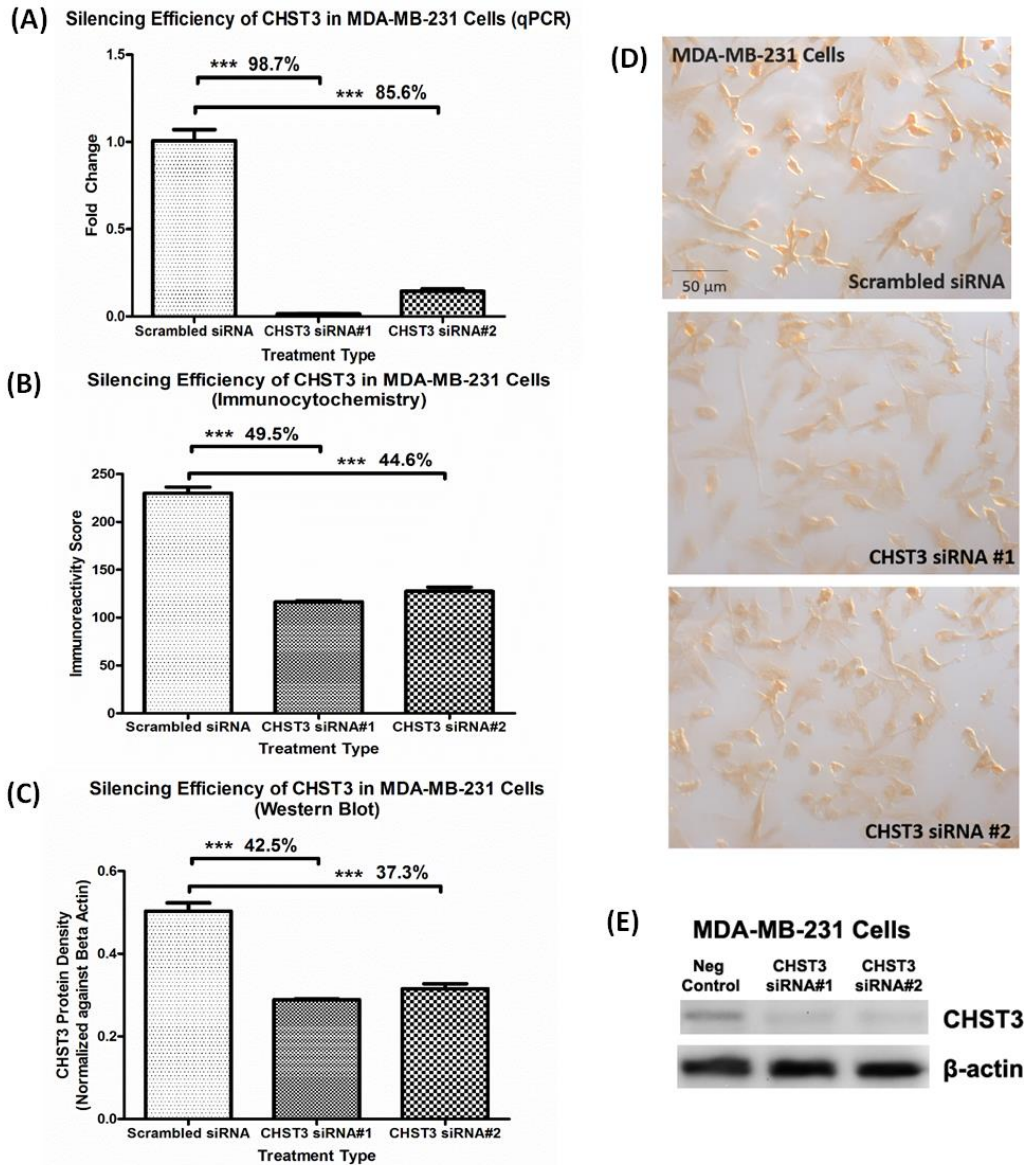 (A)
Silencing Efficiency of CHST3 in MDA-MB-231 Cells (qPCR)
*** 98.7%
*** 85.6%
1.5
1.0
0.5
0.0
Fold Change
Scrambled siRNA CHST3 siRNA#1 CHST3 siRNA#2
Treatment Type
(B)
Silencing Efficiency of CHST3 in MDA-MB-231 Cells
(Immunocytochemistry)
*** 49.5%
*** 44.6%
250
200
150
100
50
0
Immunoreactivity Score
Scrambled siRNA CHST3 siRNA#1 CHST3 siRNA#2
Treatment Type
(C)
Silencing Efficiency of CHST3 in MDA-MB-231 Cells
(Western Blot)
*** 42.5%
*** 37.3%
0.6
0.4
0.2
0.0
CHST3 Protein Density
(Normalized against Beta Actin)
Scrambled siRNA CHST3 siRNA#1 CHST3 siRNA#2
Treatment Type
(D)
MDA-MB-231 Cells
50 µm
Scrambled siRNA
CHST3 siRNA #1
CHST3 siRNA #2
(E)
MDA-MB-231 Cells
Neg
Control
CHST3
siRNA#1
CHST3
siRNA#2
CHST3
β-actin